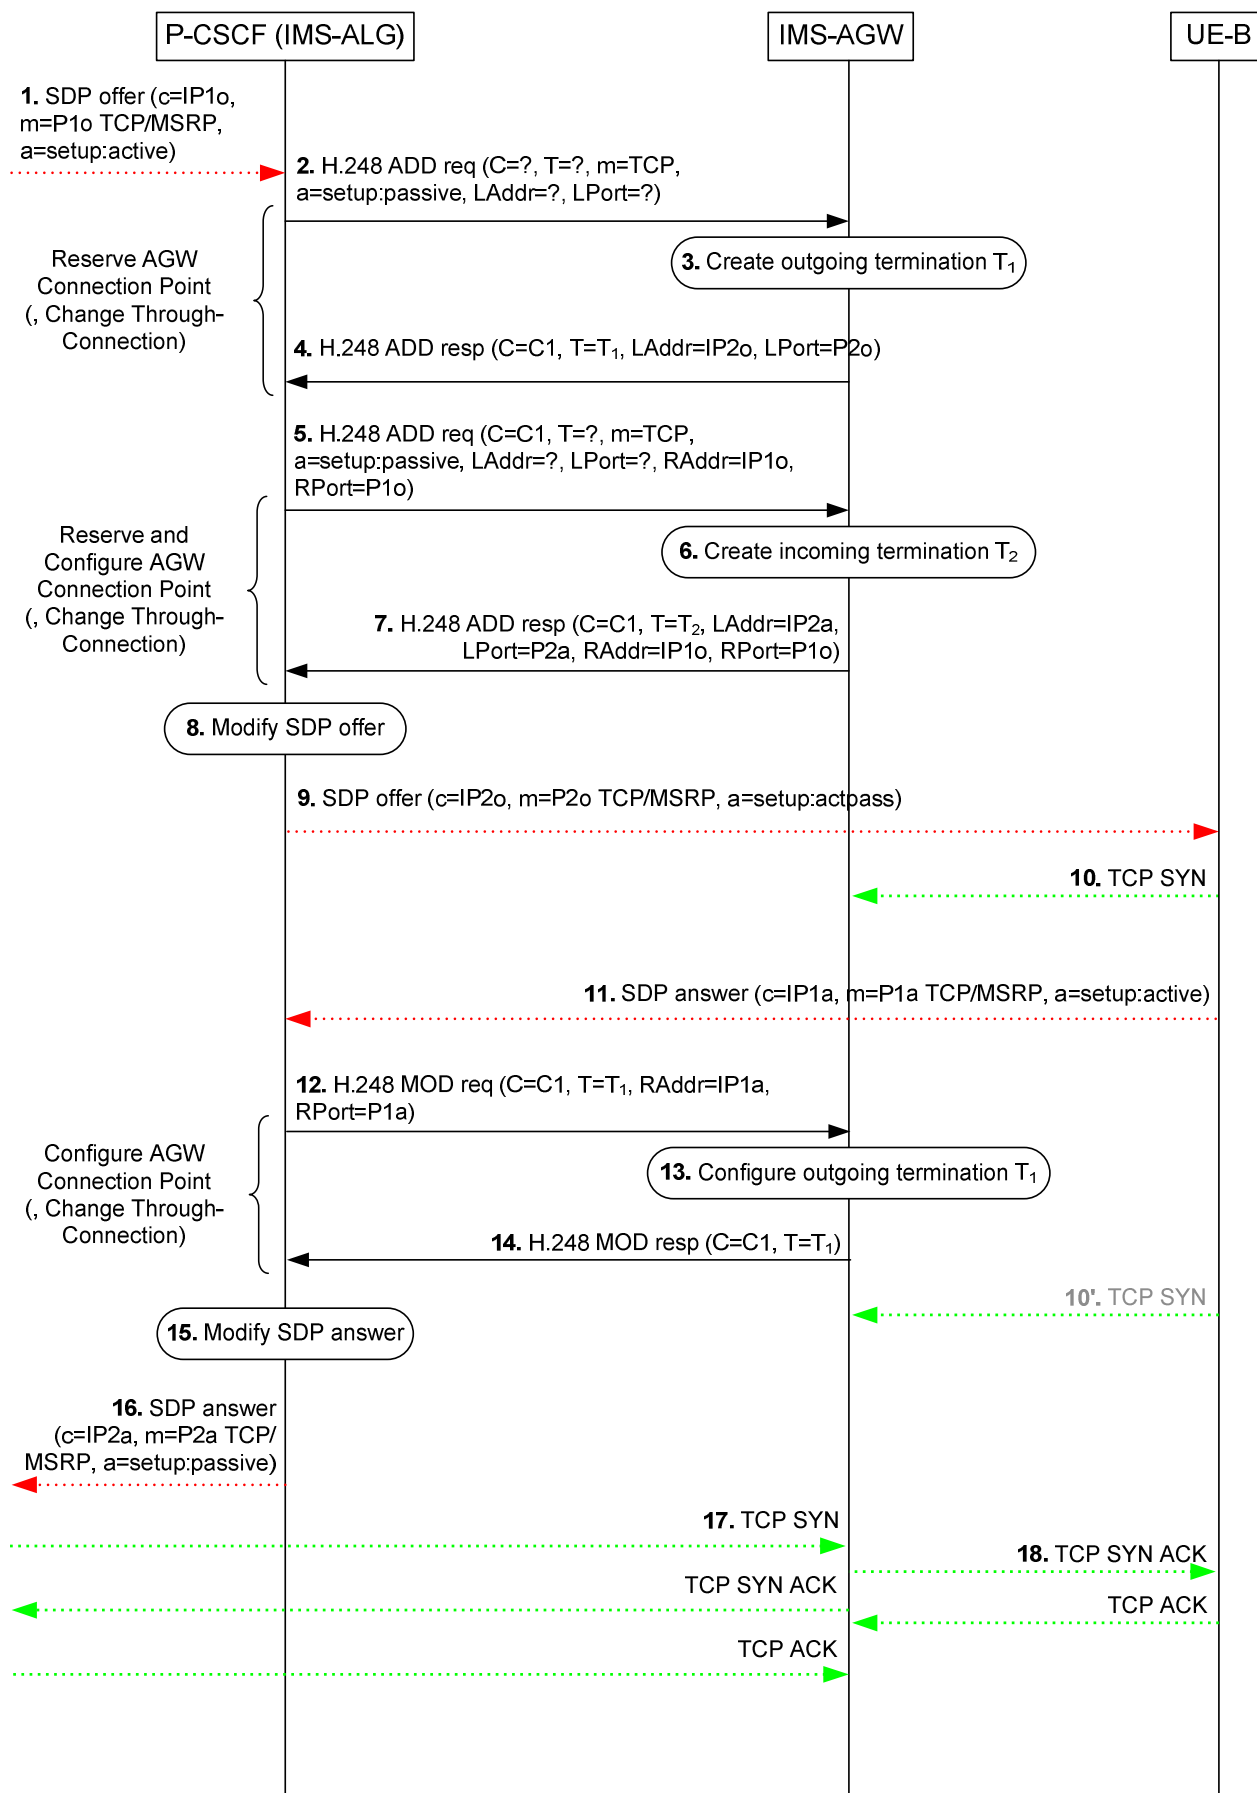 P-CSCF (IMS-ALG)
IMS-AGW
UE-B
1. SDP offer (c=IP1o,
m=P1o TCP/MSRP,
a=setup:active)
2. H.248 ADD req (C=?, T=?, m=TCP,
a=setup:passive, LAddr=?, LPort=?)
Reserve AGW
Connection Point
(, Change Through-
Connection)
3. Create outgoing termination T1
4. H.248 ADD resp (C=C1, T=T1, LAddr=IP2o, LPort=P2o)
5. H.248 ADD req (C=C1, T=?, m=TCP,
a=setup:passive, LAddr=?, LPort=?, RAddr=IP1o,
RPort=P1o)
Reserve and
Configure AGW
Connection Point
(, Change Through-
Connection)
6. Create incoming termination T2
7. H.248 ADD resp (C=C1, T=T2, LAddr=IP2a,
LPort=P2a, RAddr=IP1o, RPort=P1o)
8. Modify SDP offer
9. SDP offer (c=IP2o, m=P2o TCP/MSRP, a=setup:actpass)
10. TCP SYN
11. SDP answer (c=IP1a, m=P1a TCP/MSRP, a=setup:active)
12. H.248 MOD req (C=C1, T=T1, RAddr=IP1a,
RPort=P1a)
Configure AGW
Connection Point
(, Change Through-
Connection)
13. Configure outgoing termination T1
14. H.248 MOD resp (C=C1, T=T1)
10'. TCP SYN
15. Modify SDP answer
16. SDP answer
(c=IP2a, m=P2a TCP/
MSRP, a=setup:passive)
17. TCP SYN
18. TCP SYN ACK
TCP SYN ACK
TCP ACK
TCP ACK